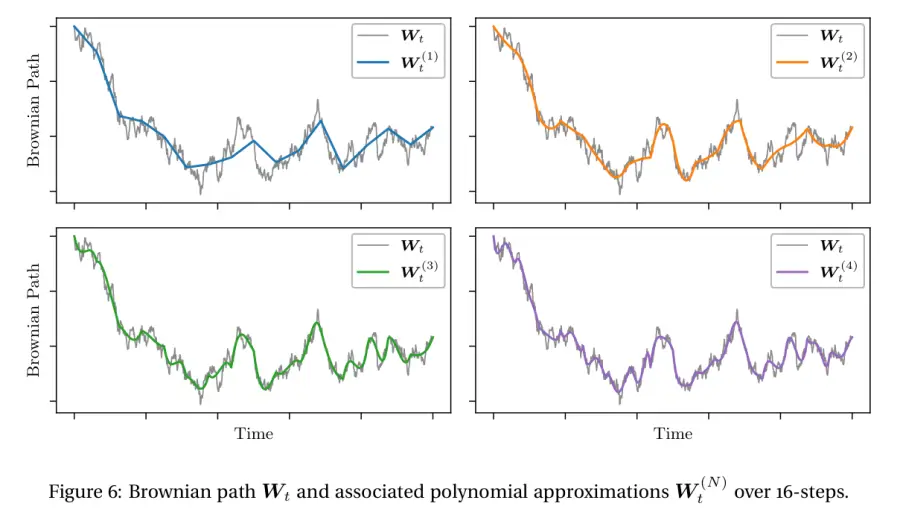 Brownian Path
W_t
W_t^(1)
W_t
W_t^(2)
Brownian Path
W_t
W_t^(3)
W_t
W_t^(4)
Time
Time
Figure 6: Brownian path W_t and associated polynomial approximations W_t^(N) over 16-steps.